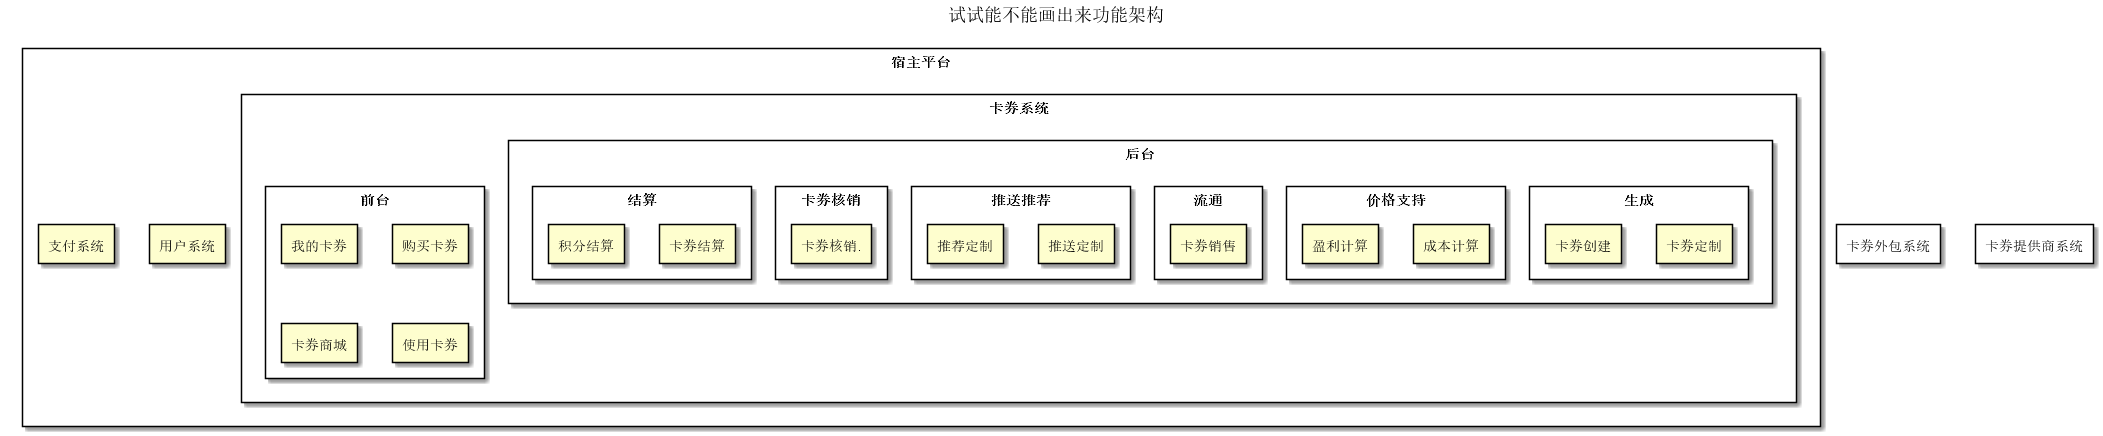 试试能不能画出来功能架构
宿主平台
卡券系统
后台
前台
结算
卡券核销
推送推荐
流通
价格支持
生成
支付系统
用户系统
我的卡券
购买卡券
积分结算
卡券结算
卡券核销.
推荐定制
推送定制
卡券销售
盈利计算
成本计算
卡券创建
卡券定制
卡券外包系统
卡券提供商系统
卡券商城
使用卡券